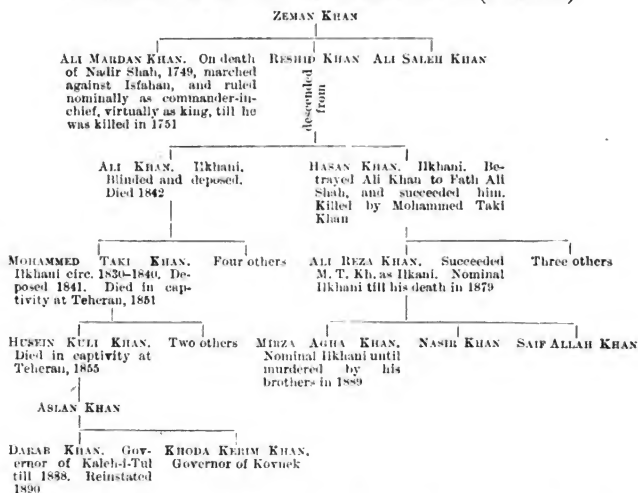 ZEMAN KHAN
ALI MARDAN KHAN. On death
of Nadir Shah, 1749, marched
against Isfahan, and ruled
nominally as commander-in-
chief, virtually as king, till he
was killed in 1751
RESHID KHAN
ALI SALEH KHAN
descended
from
ALI KHAN. Ilkhani.
Blinded and deposed.
Died 1842
HASAN KHAN. Ilkhani. Be-
trayed Ali Khan to Fath Ali
Shah, and succeeded him.
Killed by Mohammed Taki
Khan
MOHAMMED TAKI KHAN.
Ilkhani circ. 1830-1840. De-
posed 1841. Died in cap-
tivity at Teheran, 1851
Four others
ALI REZA KHAN. Succeeded
M. T. Kh. as Ilkani. Nominal
Ilkhani till his death in 1879
Three others
HUSEIN KULI KHAN.
Died in captivity at
Teheran, 1855
Two others
MIRZA AGHA KHAN.
Nominal Ilkhani until
murdered by his
brothers in 1889
NASIR KHAN
SAIF ALLAH KHAN
ASLAN KHAN
DARAB KHAN. Gov-
ernor of Kaleh-i-Tul
till 1888. Reinstated
1890
KHODA KERIM KHAN.
Governor of Kovnek